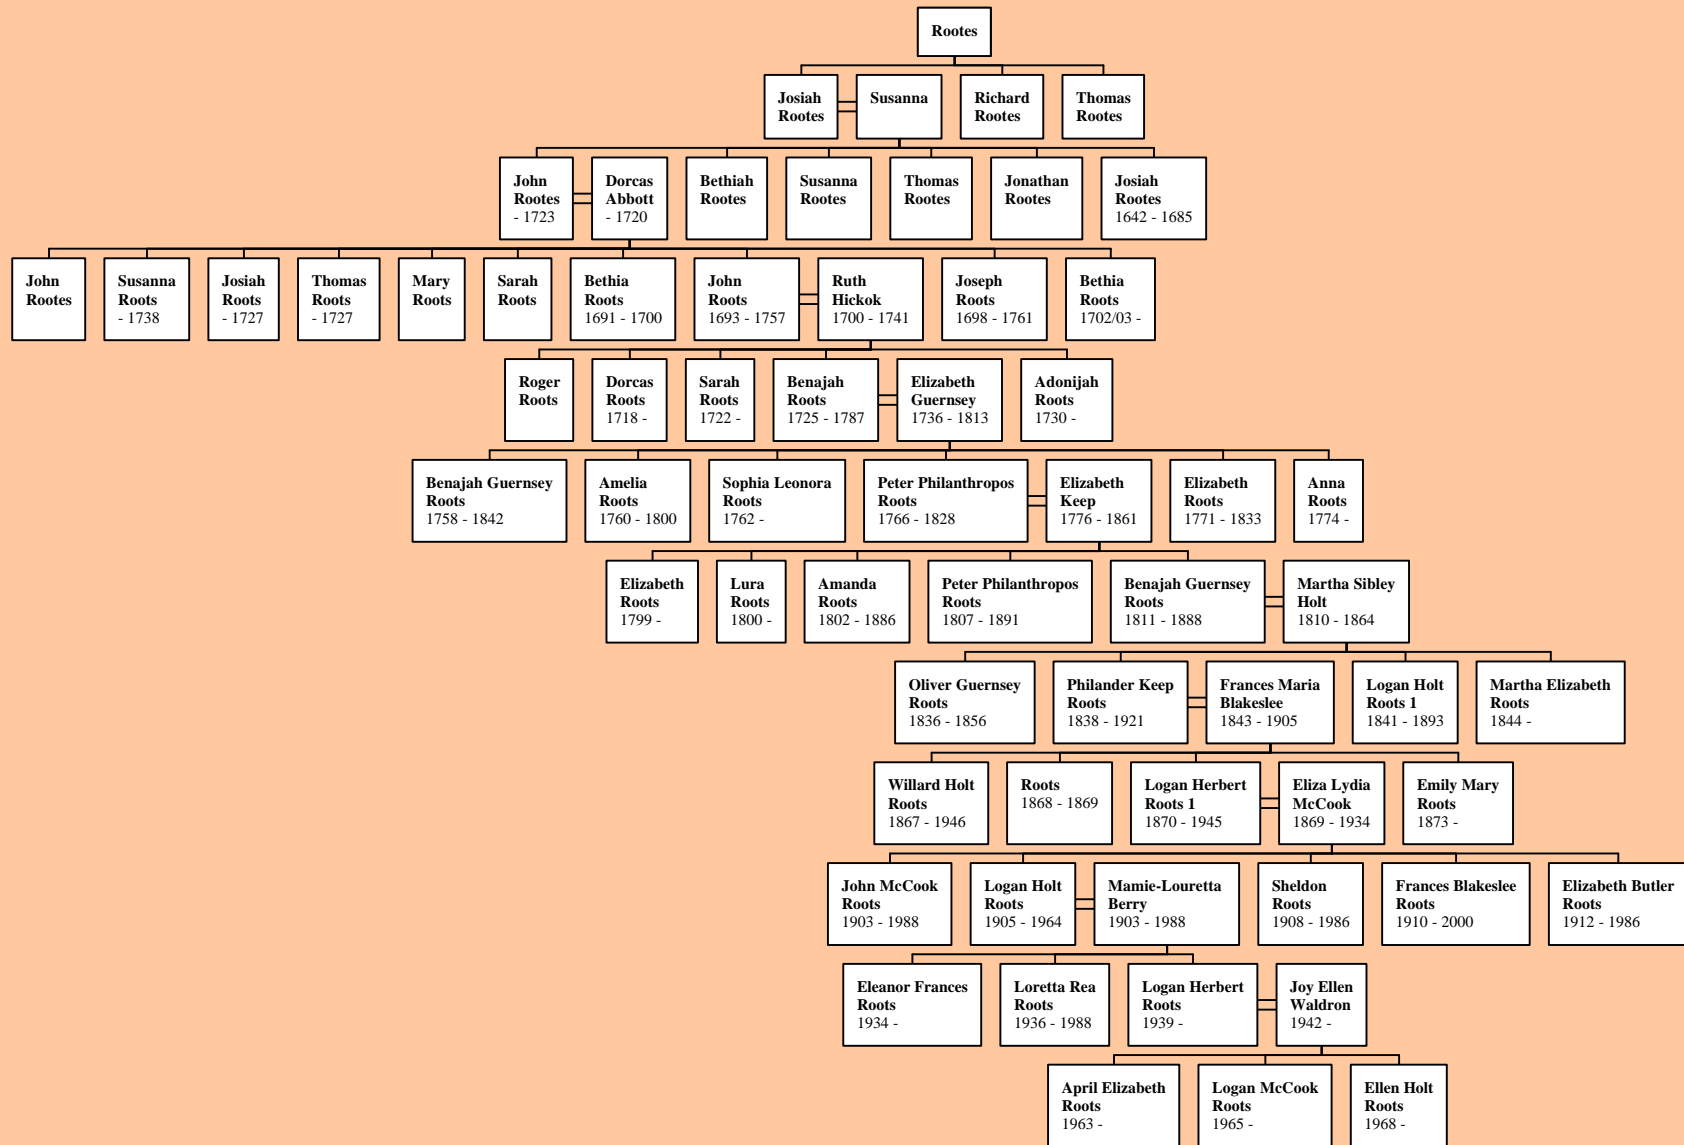 Rootes
Josiah
Rootes
Susanna
Richard
Rootes
Thomas
Rootes
John
Rootes
- 1723
Dorcas
Abbott
- 1720
Bethiah
Rootes
Susanna
Rootes
Thomas
Rootes
Jonathan
Rootes
Josiah
Rootes
1642 - 1685
John
Rootes
Susanna
Roots
- 1738
Josiah
Roots
- 1727
Thomas
Roots
- 1727
Mary
Roots
Sarah
Roots
Bethia
Roots
1691 - 1700
John
Roots
1693 - 1757
Ruth
Hickok
1700 - 1741
Joseph
Roots
1698 - 1761
Bethia
Roots
1702/03 -
Roger
Roots
Dorcas
Roots
1718 -
Sarah
Roots
1722 -
Benajah
Roots
1725 - 1787
Elizabeth
Guernsey
1736 - 1813
Adonijah
Roots
1730 -
Benajah Guernsey
Roots
1758 - 1842
Amelia
Roots
1760 - 1800
Sophia Leonora
Roots
1762 -
Peter Philanthropos
Roots
1766 - 1828
Elizabeth
Keep
1776 - 1861
Elizabeth
Roots
1771 - 1833
Anna
Roots
1774 -
Elizabeth
Roots
1799 -
Lura
Roots
1800 -
Amanda
Roots
1802 - 1886
Peter Philanthropos
Roots
1807 - 1891
Benajah Guernsey
Roots
1811 - 1888
Martha Sibley
Holt
1810 - 1864
Oliver Guernsey
Roots
1836 - 1856
Philander Keep
Roots
1838 - 1921
Frances Maria
Blakeslee
1843 - 1905
Logan Holt
Roots 1
1841 - 1893
Martha Elizabeth
Roots
1844 -
Willard Holt
Roots
1867 - 1946
Roots
1868 - 1869
Logan Herbert
Roots 1
1870 - 1945
Eliza Lydia
McCook
1869 - 1934
Emily Mary
Roots
1873 -
John McCook
Roots
1903 - 1988
Logan Holt
Roots
1905 - 1964
Mamie-Louretta
Berry
1903 - 1988
Sheldon
Roots
1908 - 1986
Frances Blakeslee
Roots
1910 - 2000
Elizabeth Butler
Roots
1912 - 1986
Eleanor Frances
Roots
1934 -
Loretta Rea
Roots
1936 - 1988
Logan Herbert
Roots
1939 -
Joy Ellen
Waldron
1942 -
April Elizabeth
Roots
1963 -
Logan McCook
Roots
1965 -
Ellen Holt
Roots
1968 -